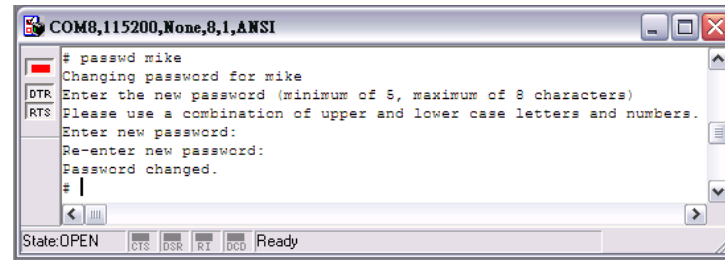 COM8,115200,None,8,1,ANSI
# passwd mike
Changing password for mike
Enter the new password (minimum of 5, maximum of 8 characters)
Please use a combination of upper and lower case letters and numbers.
Enter new password:
Re-enter new password:
Password changed.
#
DTR
RTS
State:OPEN CTS DSR RI DCD Ready